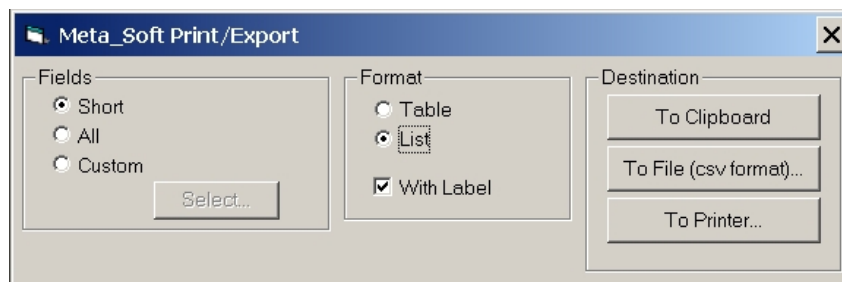 Meta_Soft Print/Export
Fields
Short
All
Custom
Select...
Format
Table
List
With Label
Destination
To Clipboard
To File (csv format)...
To Printer...